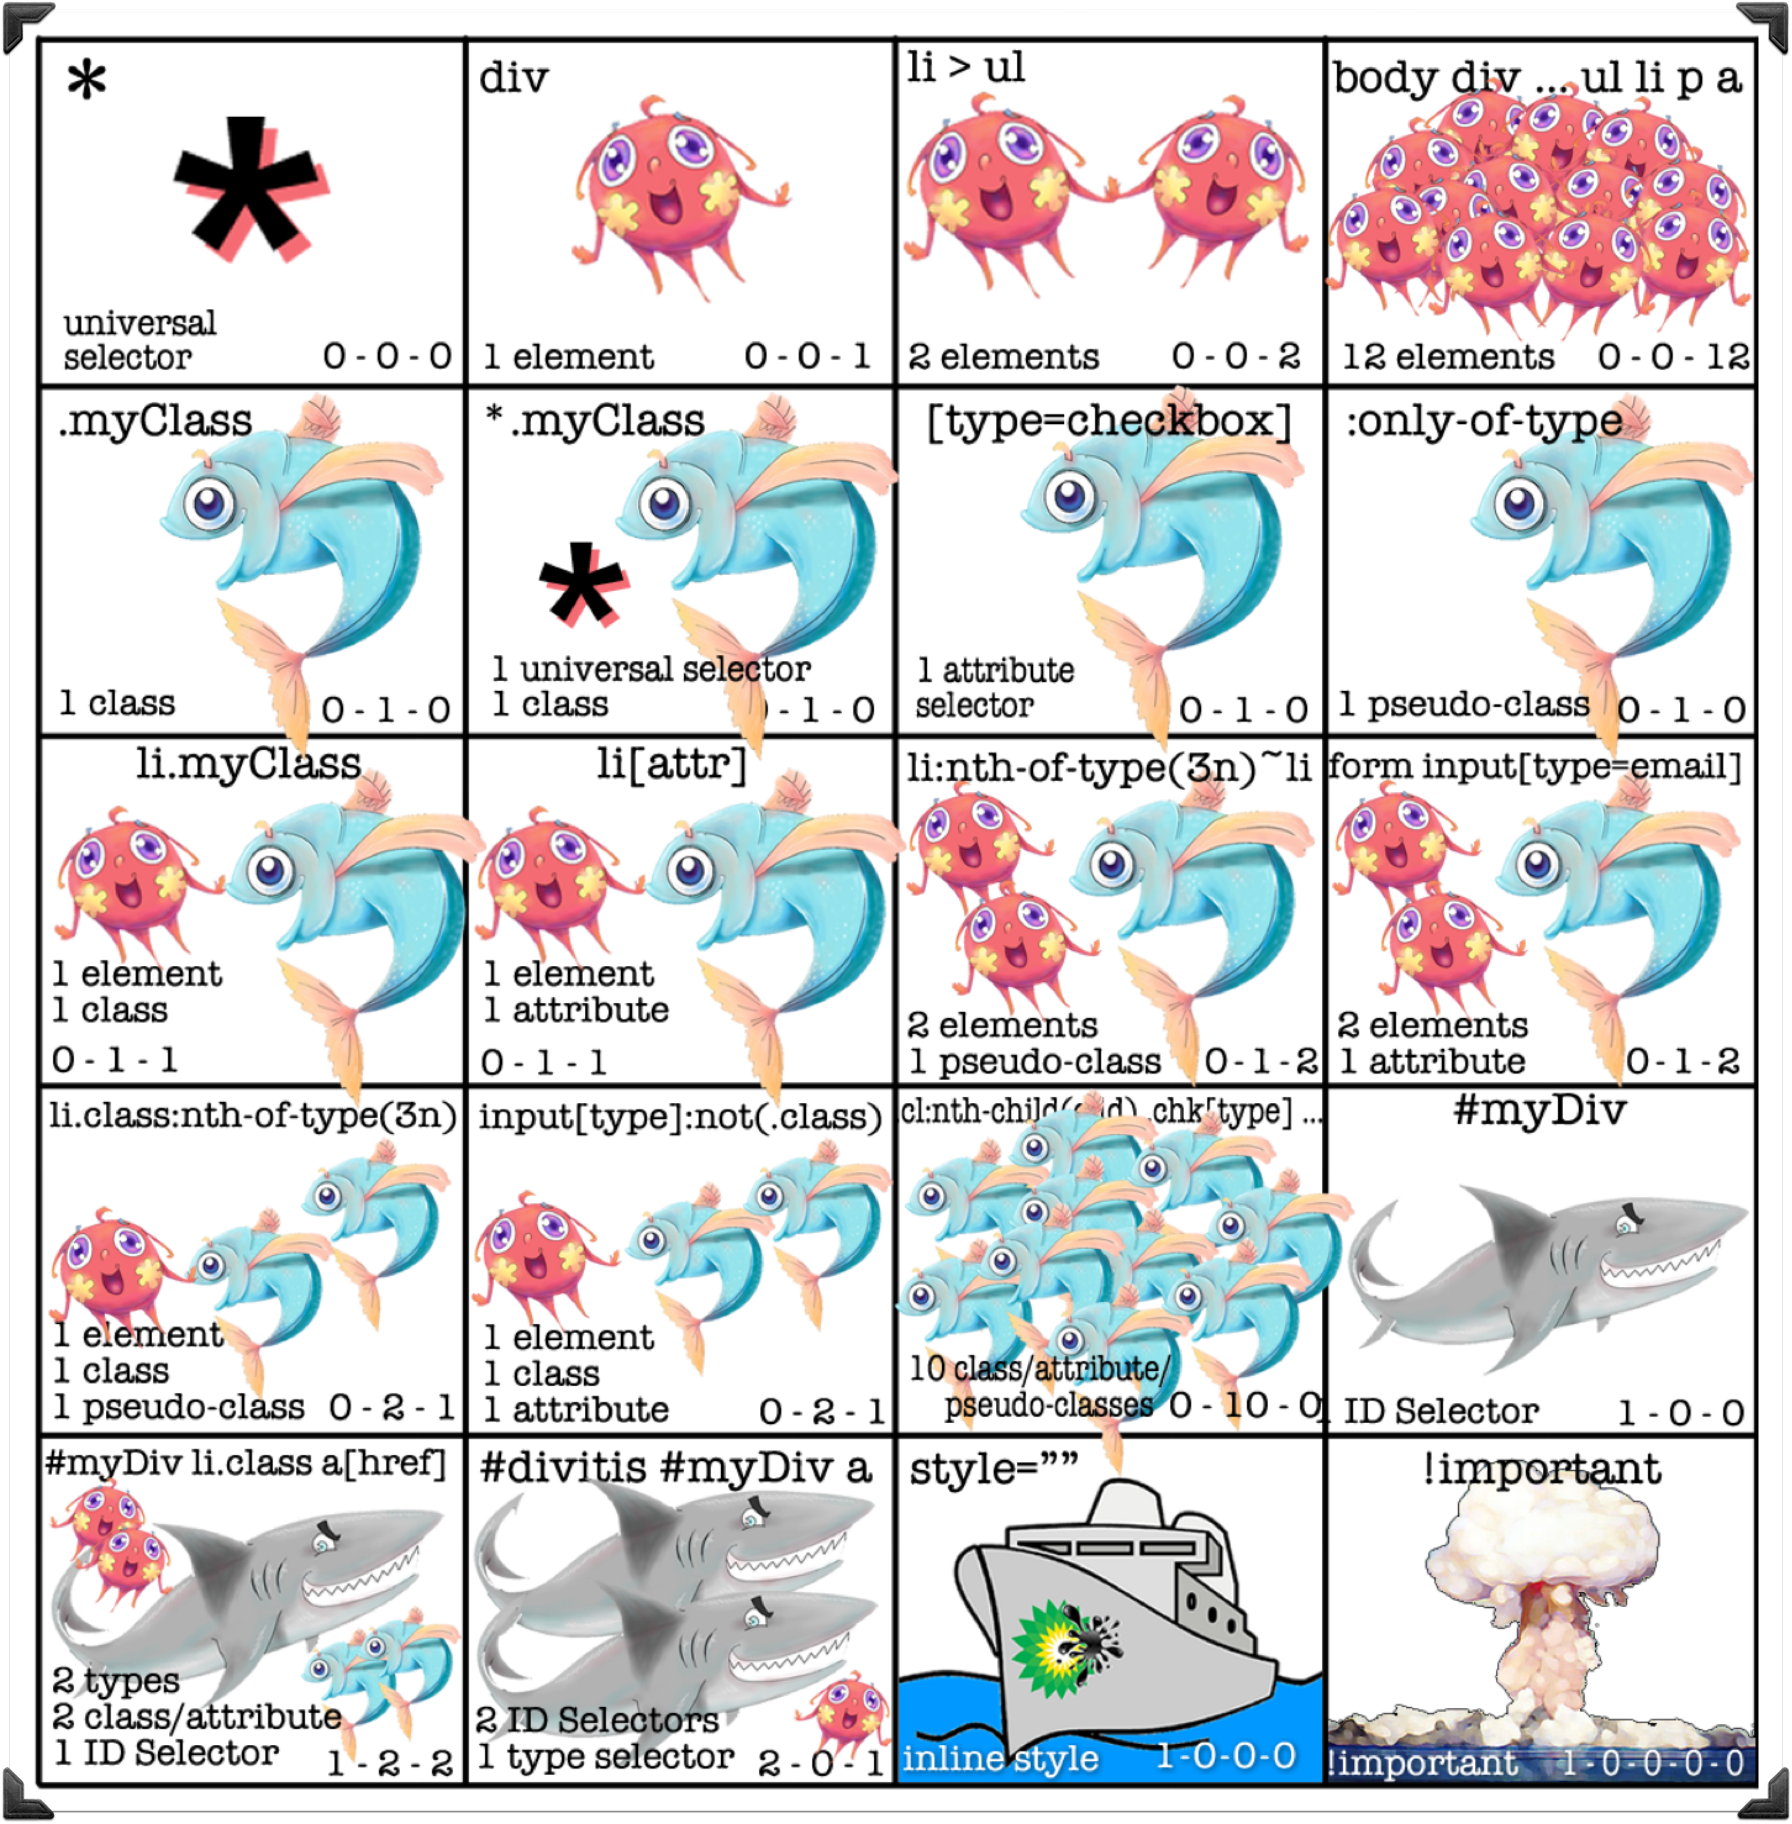 *
universal
selector
0-0-0
div
1 element
0-0-1
li > ul
2 elements
0-0-2
body div ... ul li p a
12 elements
0-0-12
.myClass
1 class
0-1-0
* .myClass
1 universal selector
1 class
-1-0
[type=checkbox]
1 attribute
selector
0-1-0
:only-of-type
1 pseudo-class
0-1-0
li.myClass
1 element
1 class
0-1-1
li[attr]
1 element
1 attribute
0-1-1
li:nth-of-type(3n)~li
2 elements
1 pseudo-class
0-1-2
form input[type=email]
2 elements
1 attribute
0-1-2
li.class:nth-of-type(3n)
1 element
1 class
1 pseudo-class
0-2-1
input[type]:not(.class)
1 element
1 class
1 attribute
0-2-1
.chk[type] ...
10 class/attribute/
pseudo-classes
0-10-0
#myDiv
1 ID Selector
1-0-0
#myDiv li.class a[href]
2 types
2 class/attribute
1 ID Selector
1-2-2
#divitis #myDiv a
2 ID Selectors
1 type selector
2-0-1
style=””
inline style
1-0-0-0
!important
!important
1-0-0-0-0